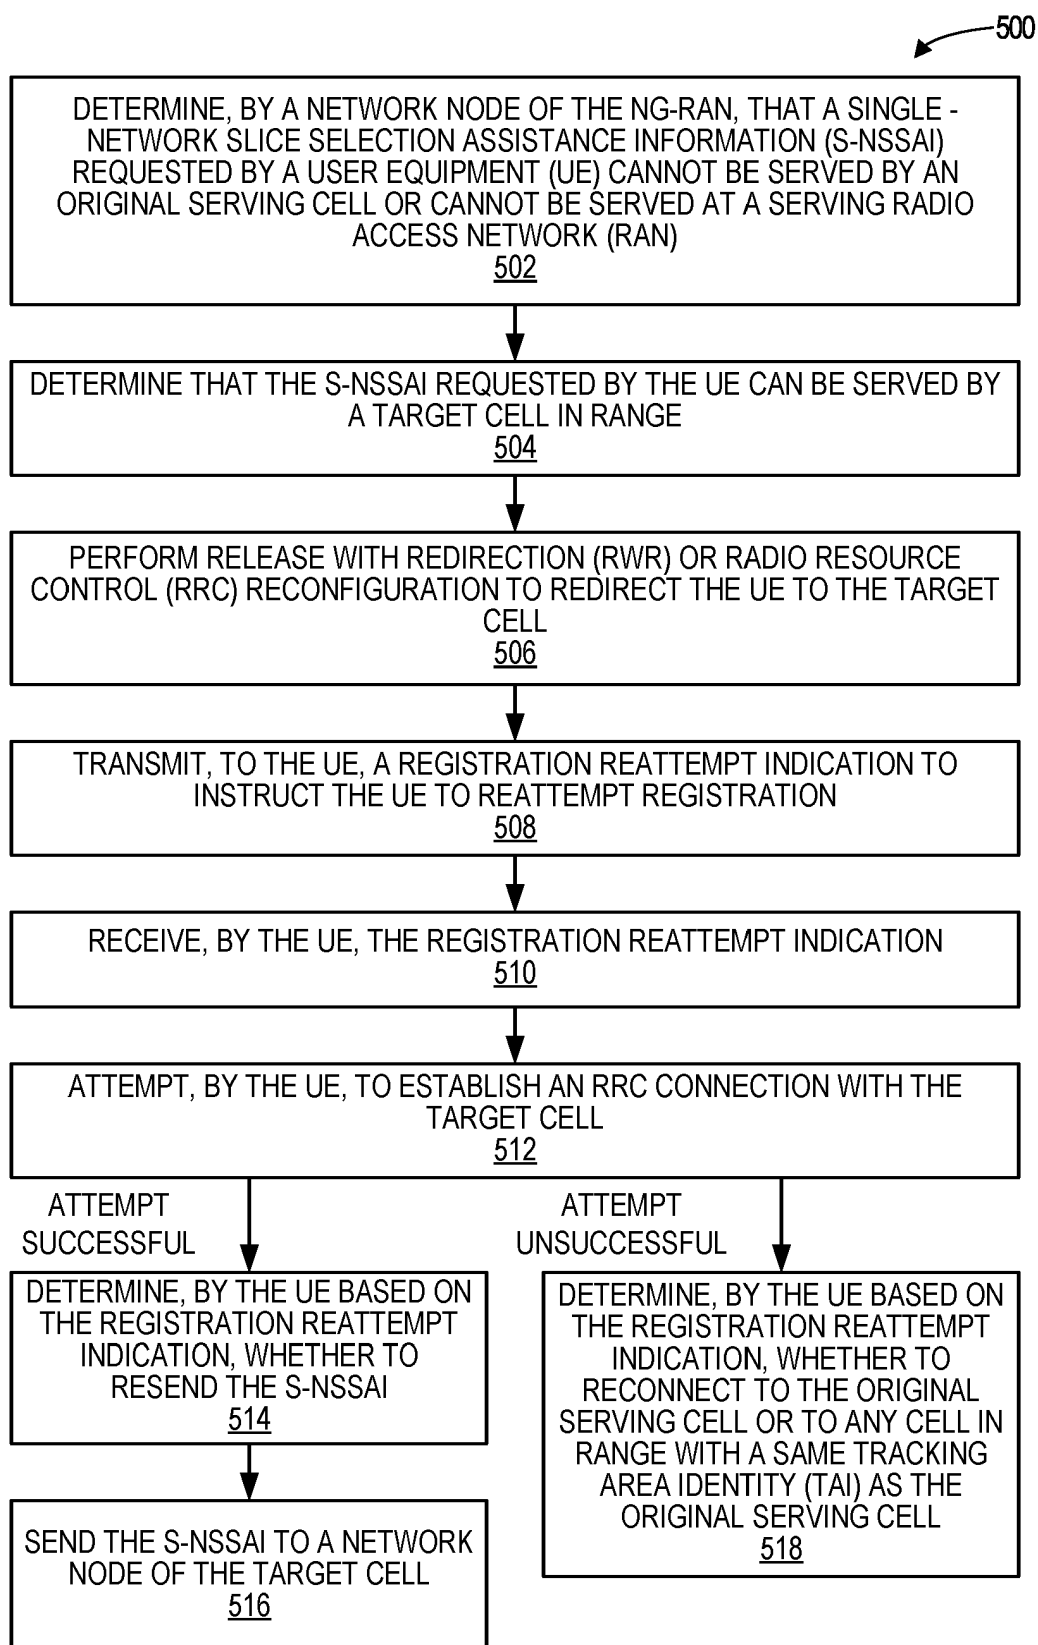 500
DETERMINE, BY A NETWORK NODE OF THE NG-RAN, THAT A SINGLE -
NETWORK SLICE SELECTION ASSISTANCE INFORMATION (S-NSSAI)
REQUESTED BY A USER EQUIPMENT (UE) CANNOT BE SERVED BY AN
ORIGINAL SERVING CELL OR CANNOT BE SERVED AT A SERVING RADIO
ACCESS NETWORK (RAN)
502
DETERMINE THAT THE S-NSSAI REQUESTED BY THE UE CAN BE SERVED BY
A TARGET CELL IN RANGE
504
PERFORM RELEASE WITH REDIRECTION (RWR) OR RADIO RESOURCE
CONTROL (RRC) RECONFIGURATION TO REDIRECT THE UE TO THE TARGET
CELL
506
TRANSMIT, TO THE UE, A REGISTRATION REATTEMPT INDICATION TO
INSTRUCT THE UE TO REATTEMPT REGISTRATION
508
RECEIVE, BY THE UE, THE REGISTRATION REATTEMPT INDICATION
510
ATTEMPT, BY THE UE, TO ESTABLISH AN RRC CONNECTION WITH THE
TARGET CELL
512
ATTEMPT
SUCCESSFUL
ATTEMPT
UNSUCCESSFUL
DETERMINE, BY THE UE BASED ON
THE REGISTRATION REATTEMPT
INDICATION, WHETHER TO
RESEND THE S-NSSAI
514
SEND THE S-NSSAI TO A NETWORK
NODE OF THE TARGET CELL
516
DETERMINE, BY THE UE BASED ON
THE REGISTRATION REATTEMPT
INDICATION, WHETHER TO
RECONNECT TO THE ORIGINAL
SERVING CELL OR TO ANY CELL IN
RANGE WITH A SAME TRACKING
AREA IDENTITY (TAI) AS THE
ORIGINAL SERVING CELL
518